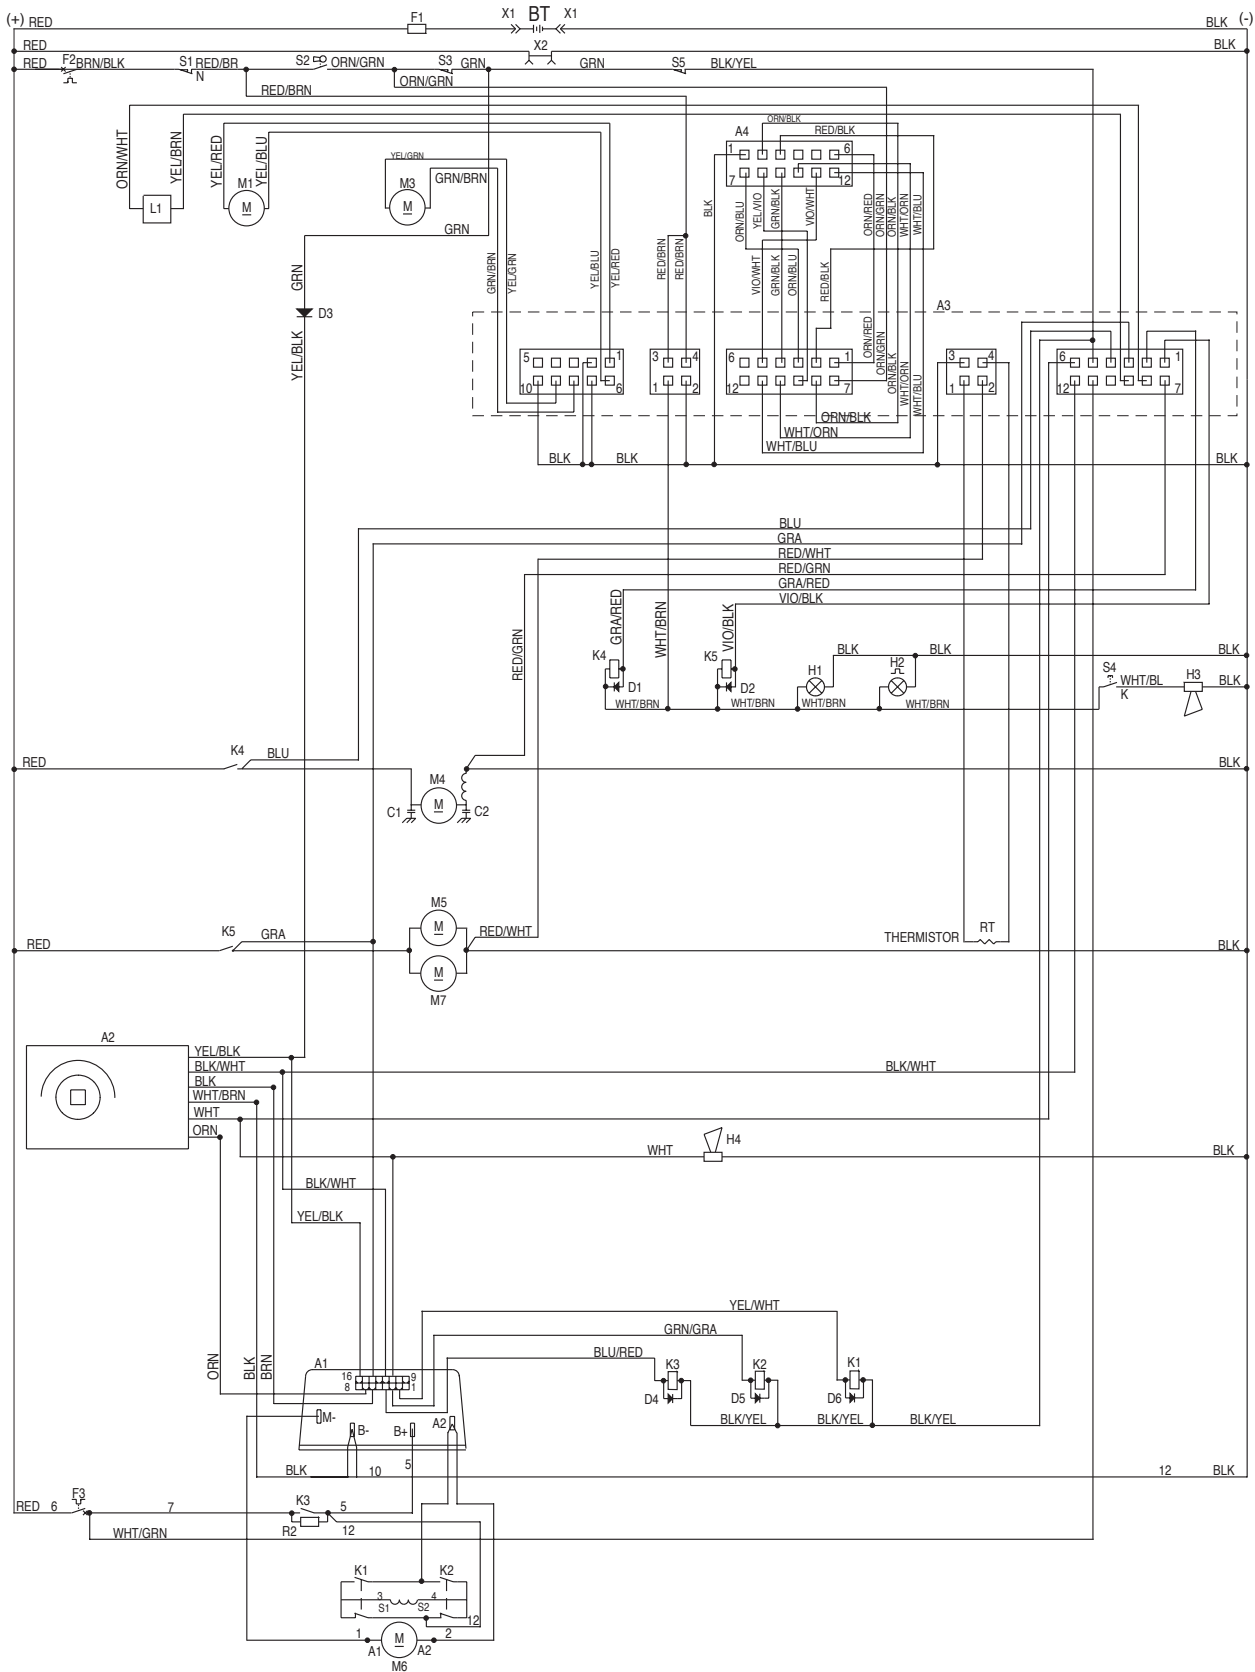 (+) RED F1 X1 BT X1 BLK (-)
RED X2 BLK
RED F2 BRN/BLK S1 RED/BR S2 ORN/GRN S3 GRN GRN S5 BLK/YEL
N
ORN/GRN
RED/BRN
ORN/WHT YEL/BRN YEL/RED YEL/BLU
ORN/BLK
A4 RED/BLK
1 6
YEL/GRN
M1 M3 GRN/BRN
7 12
L1 M M
BLK ORN/BLU YEL/VIO GRN/BLK VIO/WHT ORN/RED ORN/GRN ORN/BLK WHT/ORN WHT/BLU
GRN
GRN GRN/BRN YEL/GRN YEL/BLU YEL/RED RED/BRN RED/BRN
VIO/WHT GRN/BLK ORN/BLU RED/BLK
D3 A3
YEL/BLK
ORN/RED ORN/GRN ORN/BLK WHT/ORN WHT/BLU
5 1 3 4 6 1 3 4 6 1
10 6 1 2 12 7 1 2 12 7
ORN/BLK
WHT/ORN
WHT/BLU
BLK BLK BLK
BLU
GRA
RED/WHT
RED/GRN
GRA/RED
VIO/BLK
RED/GRN GRA/RED WHT/BRN VIO/BLK
BLK BLK BLK
K4 K5 H1 H2 S4 H3
D1 D2 WHT/BL BLK
K
WHT/BRN WHT/BRN WHT/BRN WHT/BRN
K4 BLU
RED M4 BLK
C1 M C2
M5
K5 GRA M RED/WHT RT
THERMISTOR
RED BLK
M
M7
A2
YEL/BLK
BLK/WHT BLK/WHT
BLK
WHT/BRN
WHT
ORN H4
WHT BLK
BLK/WHT
YEL/BLK
YEL/WHT
GRN/GRA
BLU/RED
ORN BLK BRN
A1 K3 K2 K1
16 9
8 1
D4 D5 D6
M- B- B+ A2
BLK/YEL BLK/YEL BLK/YEL
5
BLK 10 12 BLK
F3
RED 6 7 K3 5
R2 12
WHT/GRN
K1 K2
3 4
S1 S2
12
1 M 2
A1 A2
M6